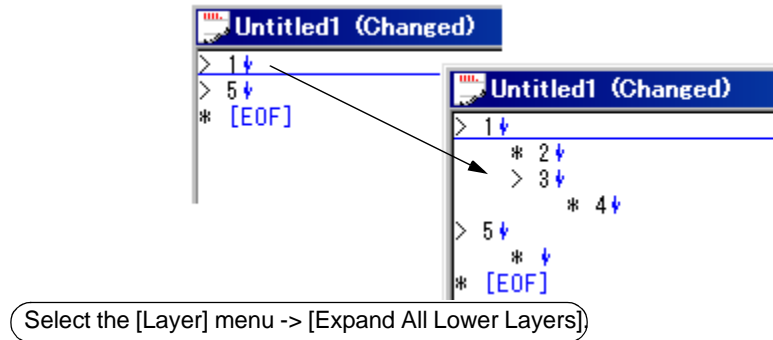 Untitled1 (Changed)
> 1
> 5
* [EOF]
Untitled1 (Changed)
> 1
* 2
> 3
* 4
> 5
*
* [EOF]
Select the [Layer] menu -> [Expand All Lower Layers].